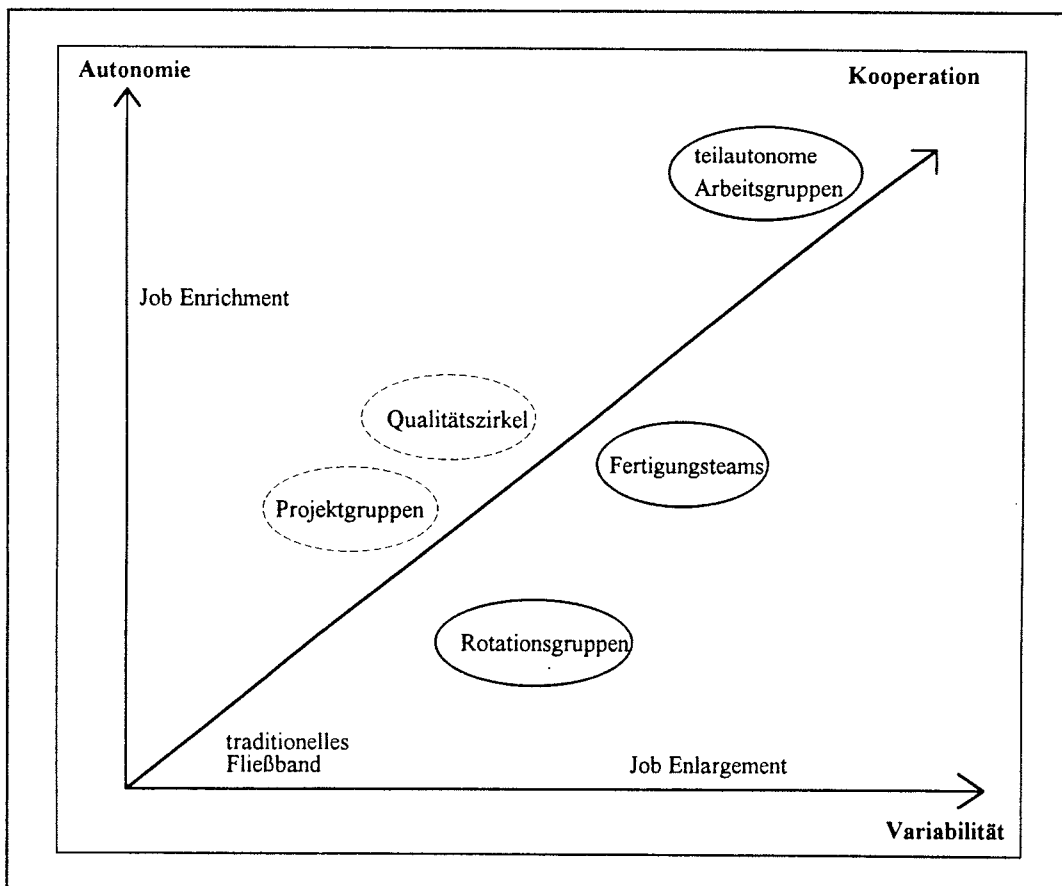 Autonomie
Kooperation
teilautonome
Arbeitsgruppen
Job Enrichment
Qualitätszirkel
Fertigungsteams
Projektgruppen
Rotationsgruppen
traditionelles
Fließband
Job Enlargement
Variabilität